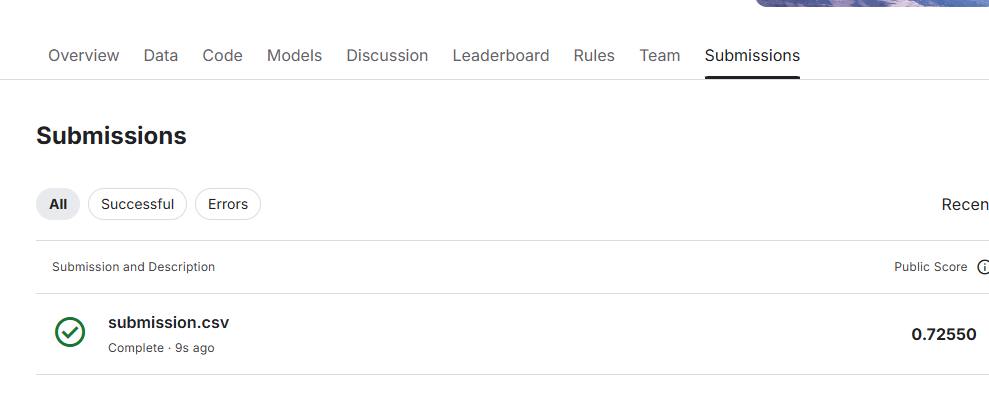 Overview Data Code Models Discussion Leaderboard Rules Team Submissions
Submissions
All Successful Errors Recen
Submission and Description Public Score
submission.csv
Complete · 9s ago
0.72550